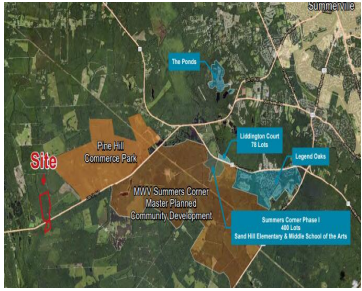 Summerville
The Ponds
Liddington Court
78 Lots
Pine Hill
Commerce Park
Legend Oaks
Site
MWV Summers Corner
Master Planned
Community Development
Summers Corner Phase I
460 Lots
Sand Hill Elementary & Middle School of the Arts